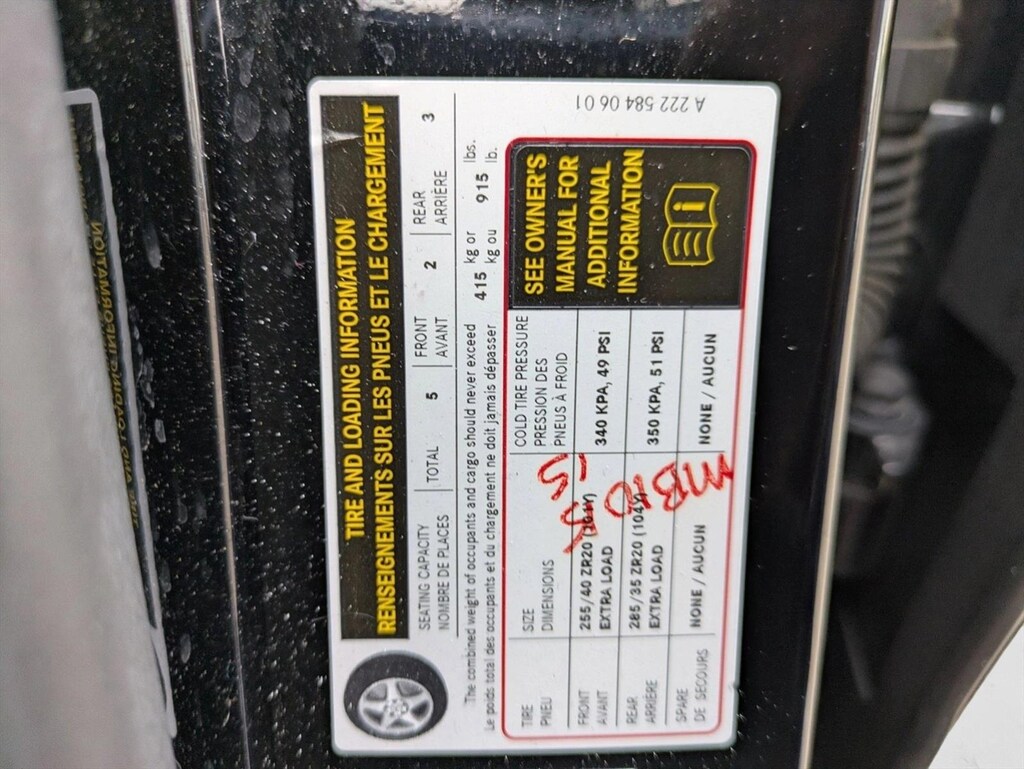 TIRE AND LOADING INFORMATION
RENSEIGNEMENTS SUR LES PNEUS ET LE CHARGEMENT
SEATING CAPACITY
NOMBRE DE PLACES
TOTAL 5
FRONT
AVANT
2
REAR
ARRIÈRE
3
The combined weight of occupants and cargo should never exceed 415 kg or 915 lbs.
Le poids total des occupants et du chargement ne doit jamais dépasser kg ou lb.
TIRE
PNEU
SIZE
DIMENSIONS
COLD TIRE PRESSURE
PRESSION DES
PNEUS À FROID
FRONT
AVANT
255/40 ZR20 (101Y)
EXTRA LOAD
340 KPA, 49 PSI
REAR
ARRIÈRE
285/35 ZR20 (104Y)
EXTRA LOAD
350 KPA, 51 PSI
SPARE
DE SECOURS
NONE / AUCUN
NONE / AUCUN
SEE OWNER'S
MANUAL FOR
ADDITIONAL
INFORMATION
A 222 584 06 01